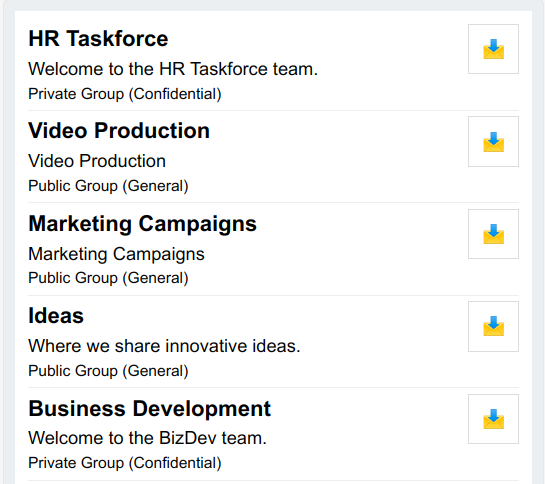 HR Taskforce
Welcome to the HR Taskforce team.
Private Group (Confidential)
Video Production
Video Production
Public Group (General)
Marketing Campaigns
Marketing Campaigns
Public Group (General)
Ideas
Where we share innovative ideas.
Public Group (General)
Business Development
Welcome to the BizDev team.
Private Group (Confidential)